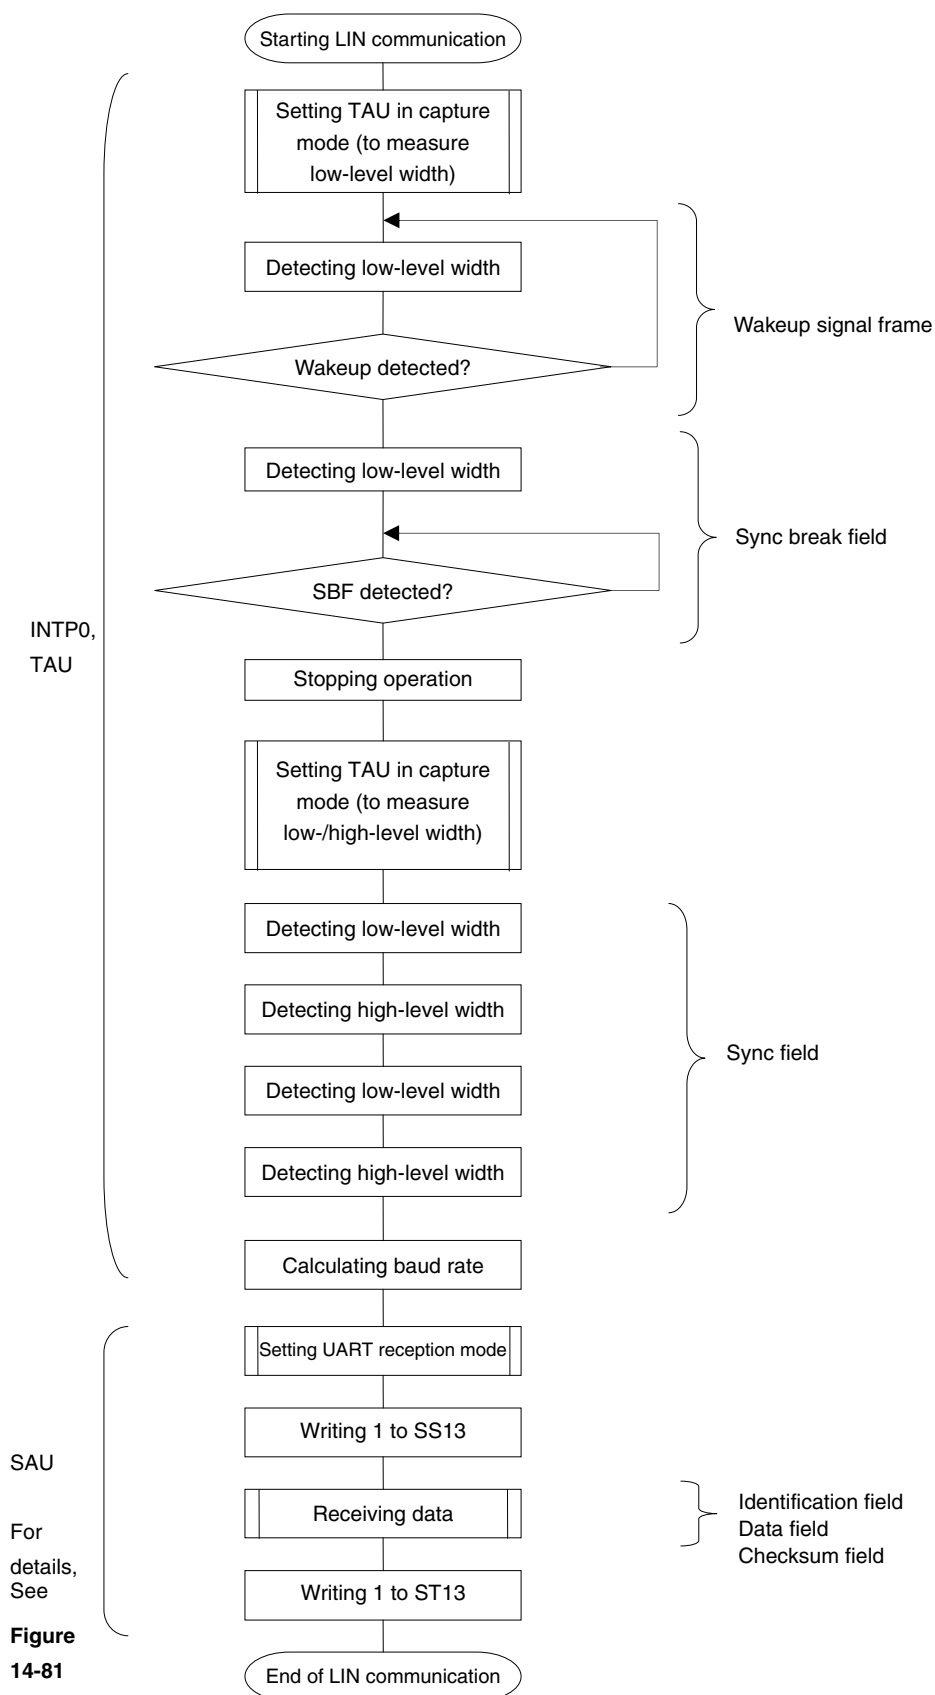 Starting LIN communication
Setting TAU in capture
mode (to measure
low-level width)
Detecting low-level width
Wakeup signal frame
Wakeup detected?
Detecting low-level width
Sync break field
SBF detected?
INTP0,
TAU
Stopping operation
Setting TAU in capture
mode (to measure
low-/high-level width)
Detecting low-level width
Detecting high-level width
Sync field
Detecting low-level width
Detecting high-level width
Calculating baud rate
Setting UART reception mode
Writing 1 to SS13
SAU
Receiving data
Identification field
Data field
Checksum field
For
details,
See
Figure
14-81
Writing 1 to ST13
End of LIN communication